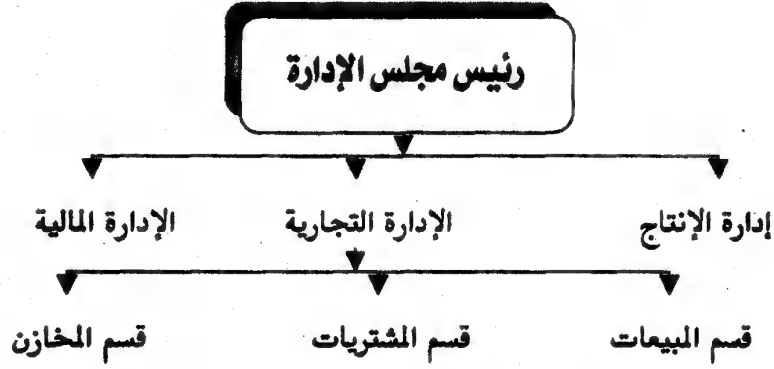 رئيس مجلس الإدارة
إدارة الإنتاج
الإدارة التجارية
الإدارة المالية
قسم المبيعات
قسم المشتريات
قسم المخازن